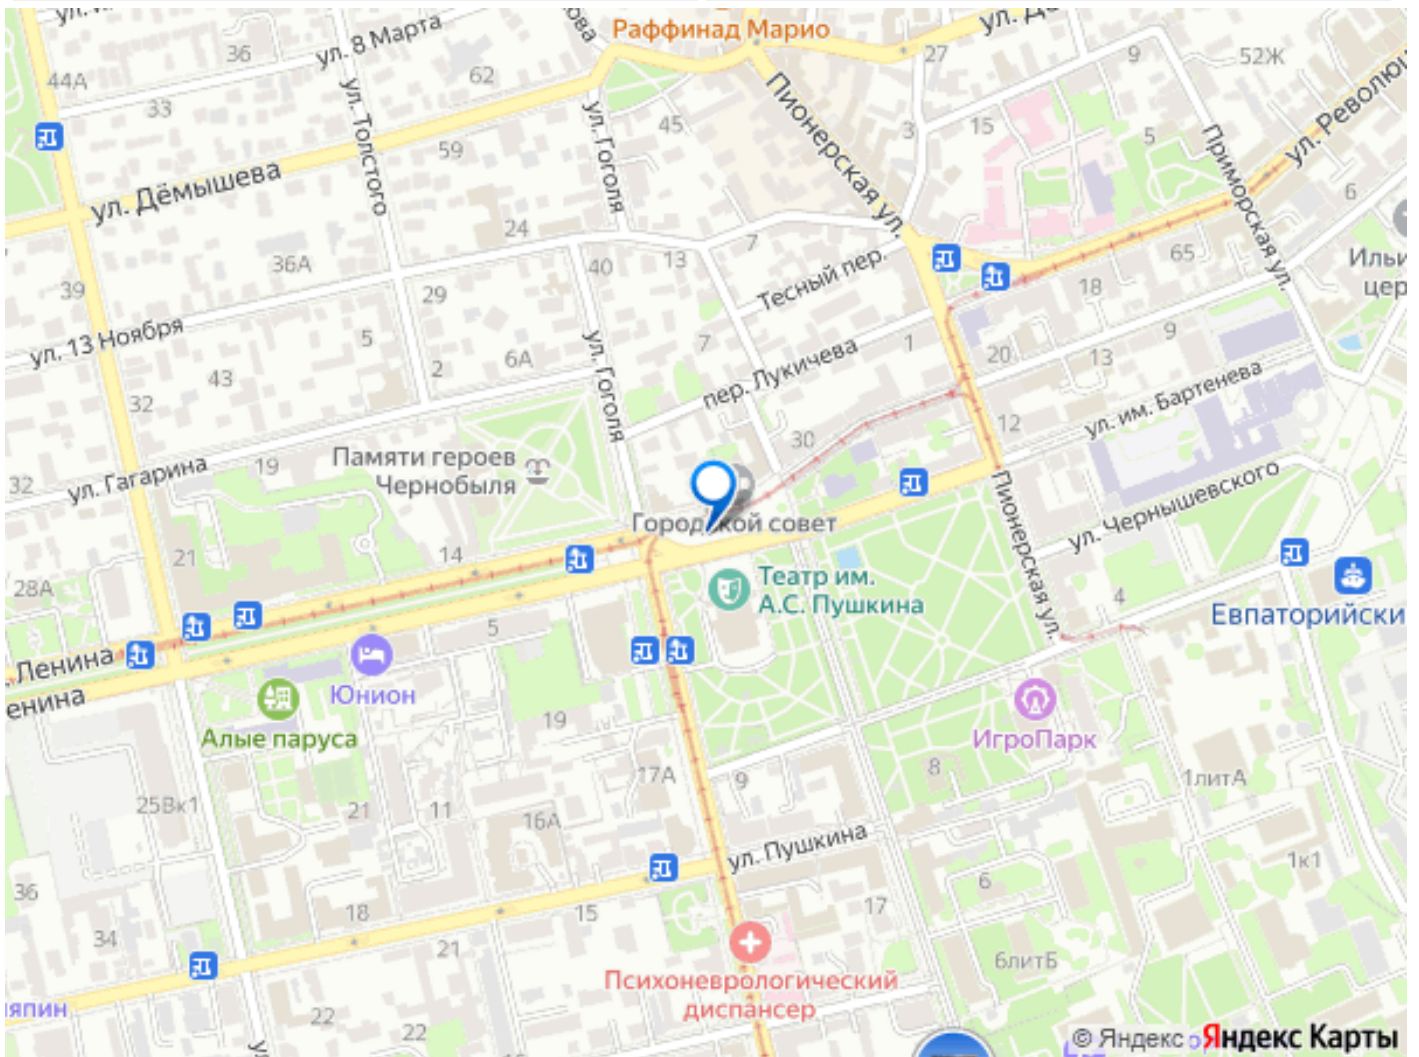 Раффинад Марио
27
9
52Ж
36
ул. 8 Марта
44А
62
33
ул. Толстого
ул. Гоголя
45
Пионерская ул.
3
15
5
Приморская ул.
ул. Революц
59
ул. Дёмышева
6
24
7
36А
40
13
Тесный пер.
65
Ильи
цер
39
29
18
ул. 13 Ноября
5
ул. Гоголя
7
1
20
13
9
6А
2
43
32
пер. Лукичева
ул. им. Бартенева
12
30
Памяти героев
Чернобыля
ул. Гагарина
19
32
Пионерская ул.
ул. Чернышевского
Городской совет
21
14
28А
Театр им.
А.С. Пушкина
4
Евпаторийски
5
Ленина
енина
Юнион
Алые паруса
19
ИгроПарк
17А
9
8
1литА
25Вк1
21
11
16А
ул. Пушкина
1к1
36
6
18
15
17
34
21
6литБ
Психоневрологический
диспансер
япин
22
22
© Яндекс
Яндекс Карты